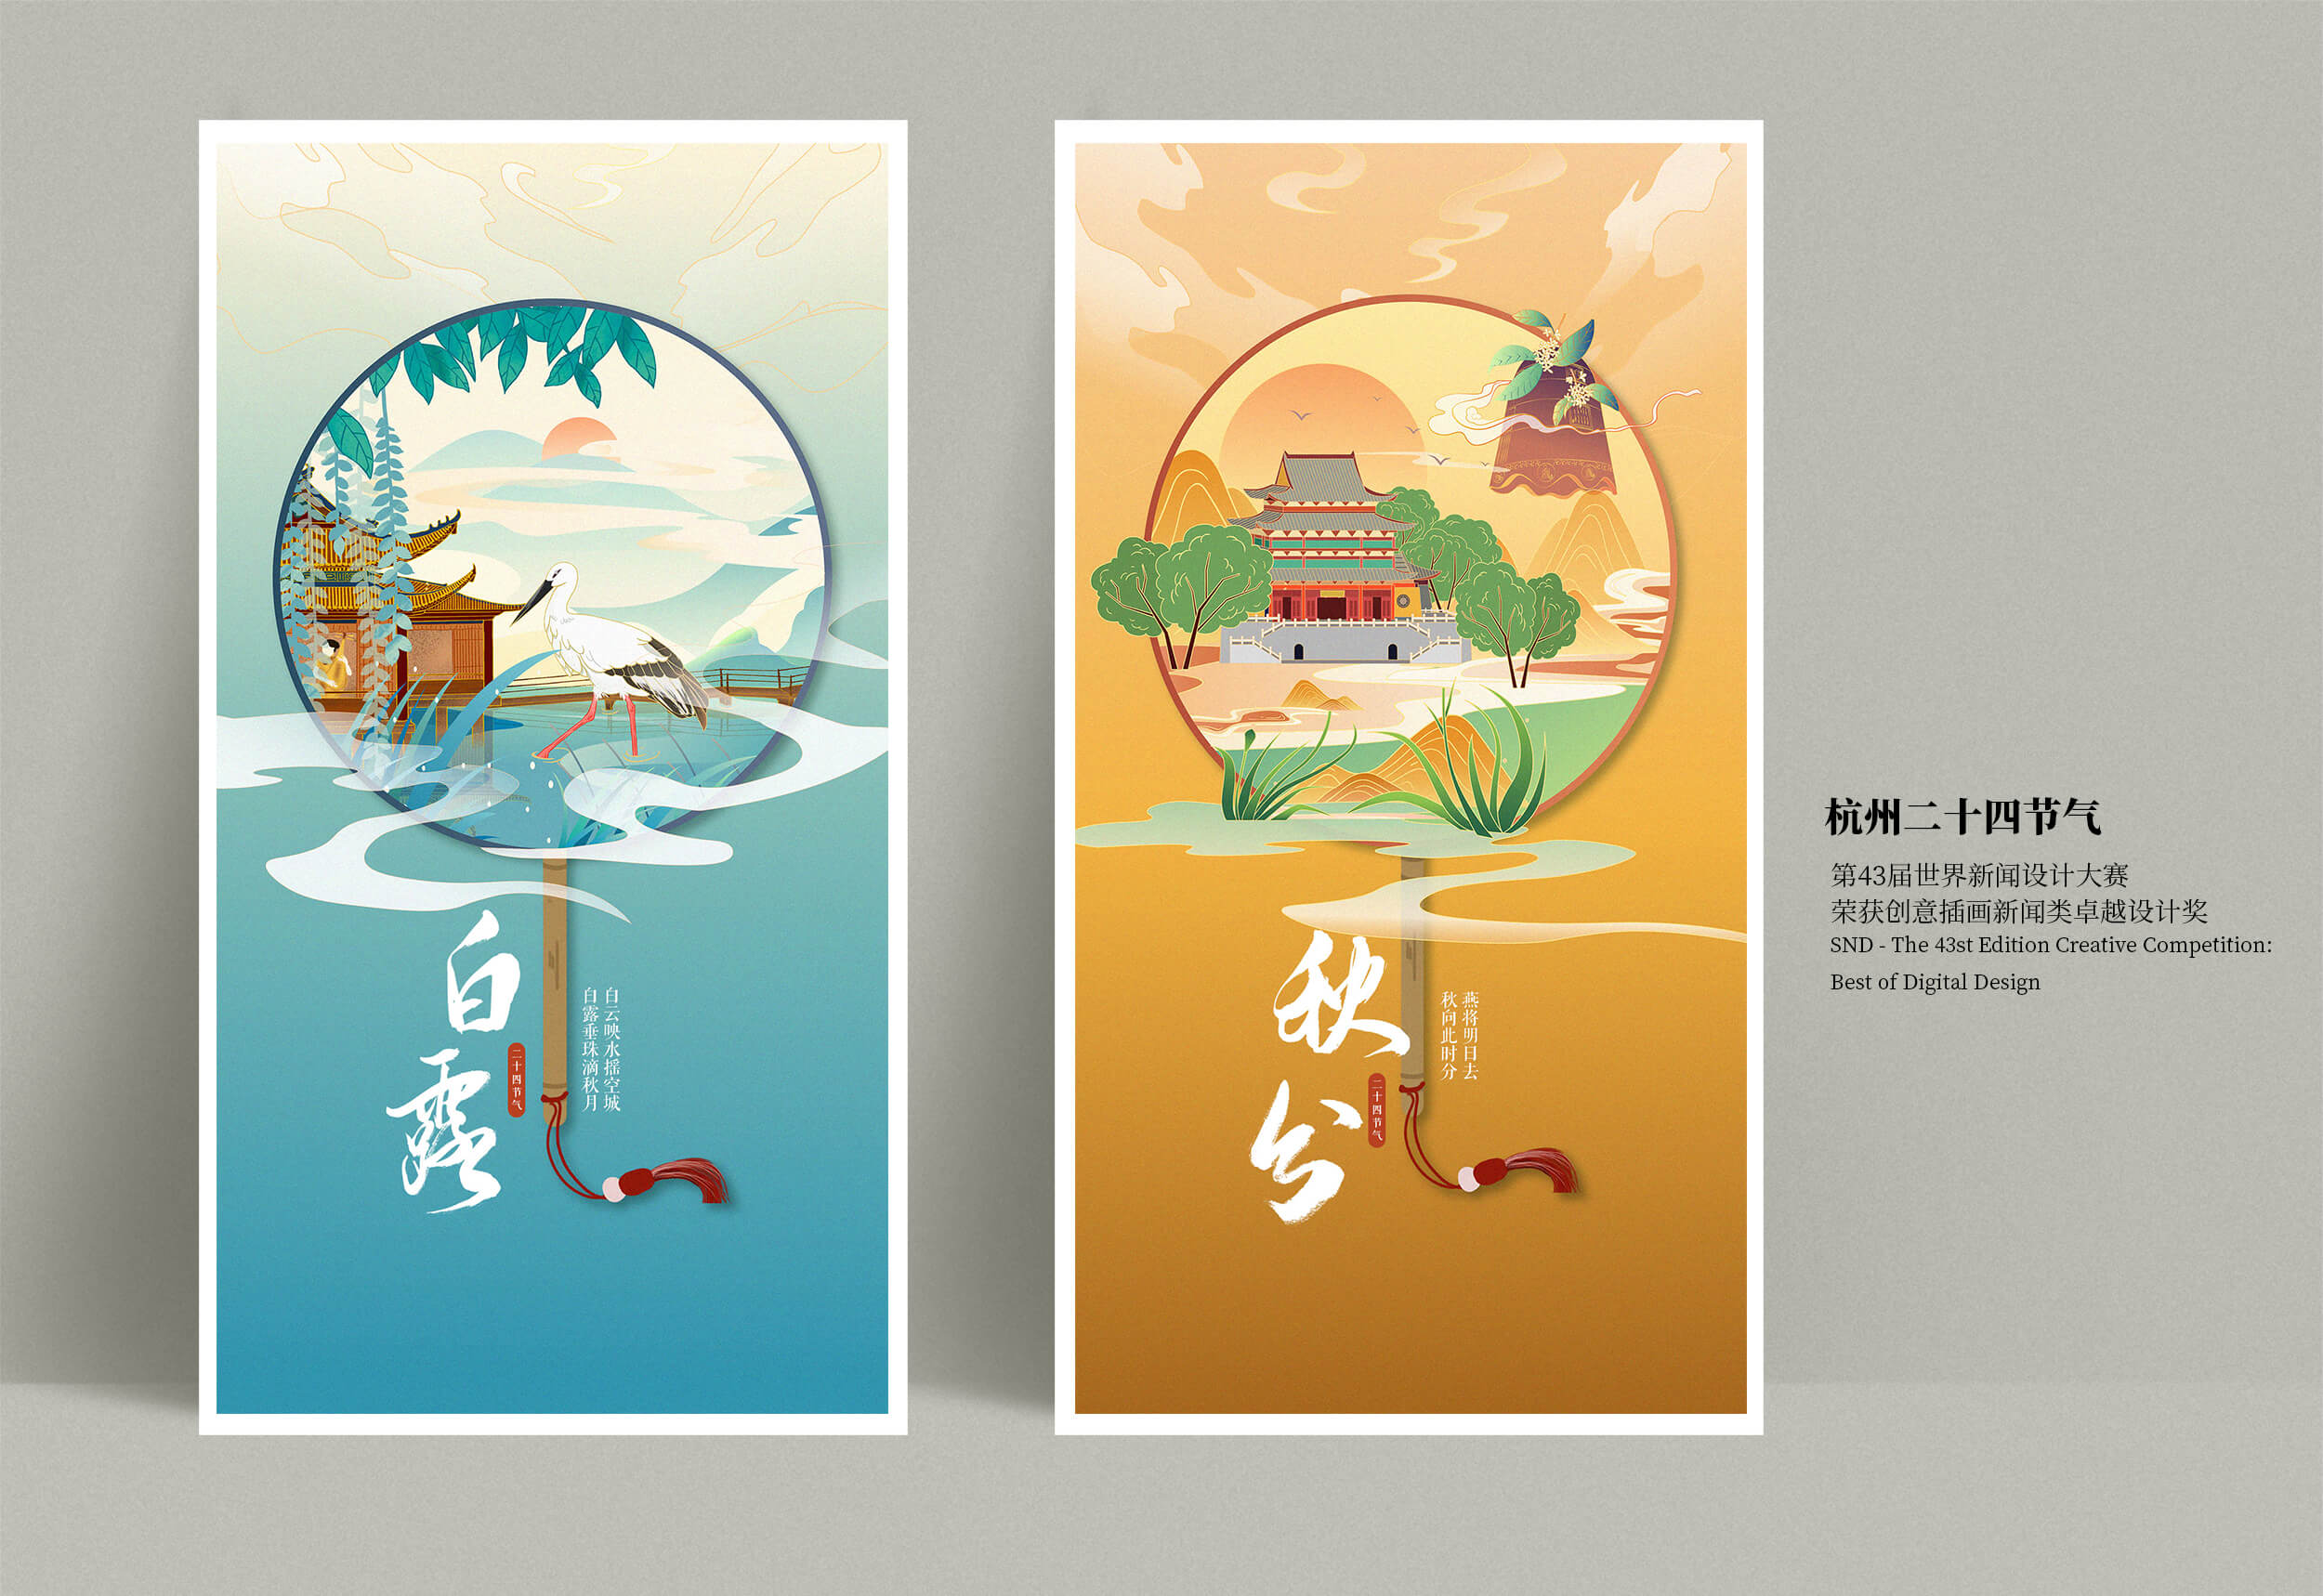 白露
二十四节气
白云映水摇空城
白露垂珠滴秋月
秋分
二十四节气
燕将明日去
秋向此时分
杭州二十四节气
第43届世界新闻设计大赛
荣获创意插画新闻类卓越设计奖
SND - The 43st Edition Creative Competition:
Best of Digital Design